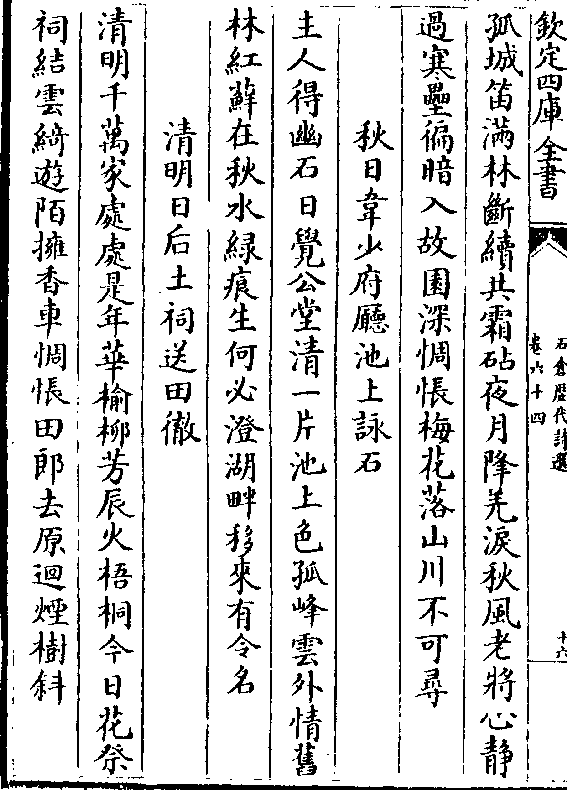 欽定四庫全書
石倉歷代詩選
卷六十四
十六
孤城笛滿林斷續共霜砧夜月降羌淚秋風老將心靜
過寒壘徧暗入故園深惆悵梅花落山川不可尋
秋日韋少府廳池上詠石
主人得幽石日覺公堂清一片池上色孤峰雲外情舊
林紅蘚在秋水綠痕生何必澄湖畔移來有令名
清明日后土祠送田徹
清明千萬家處處是年華榆柳芳辰火梧桐今日花祭
祠結雲綺遊陌擁香車惆悵田郎去原迴煙樹斜